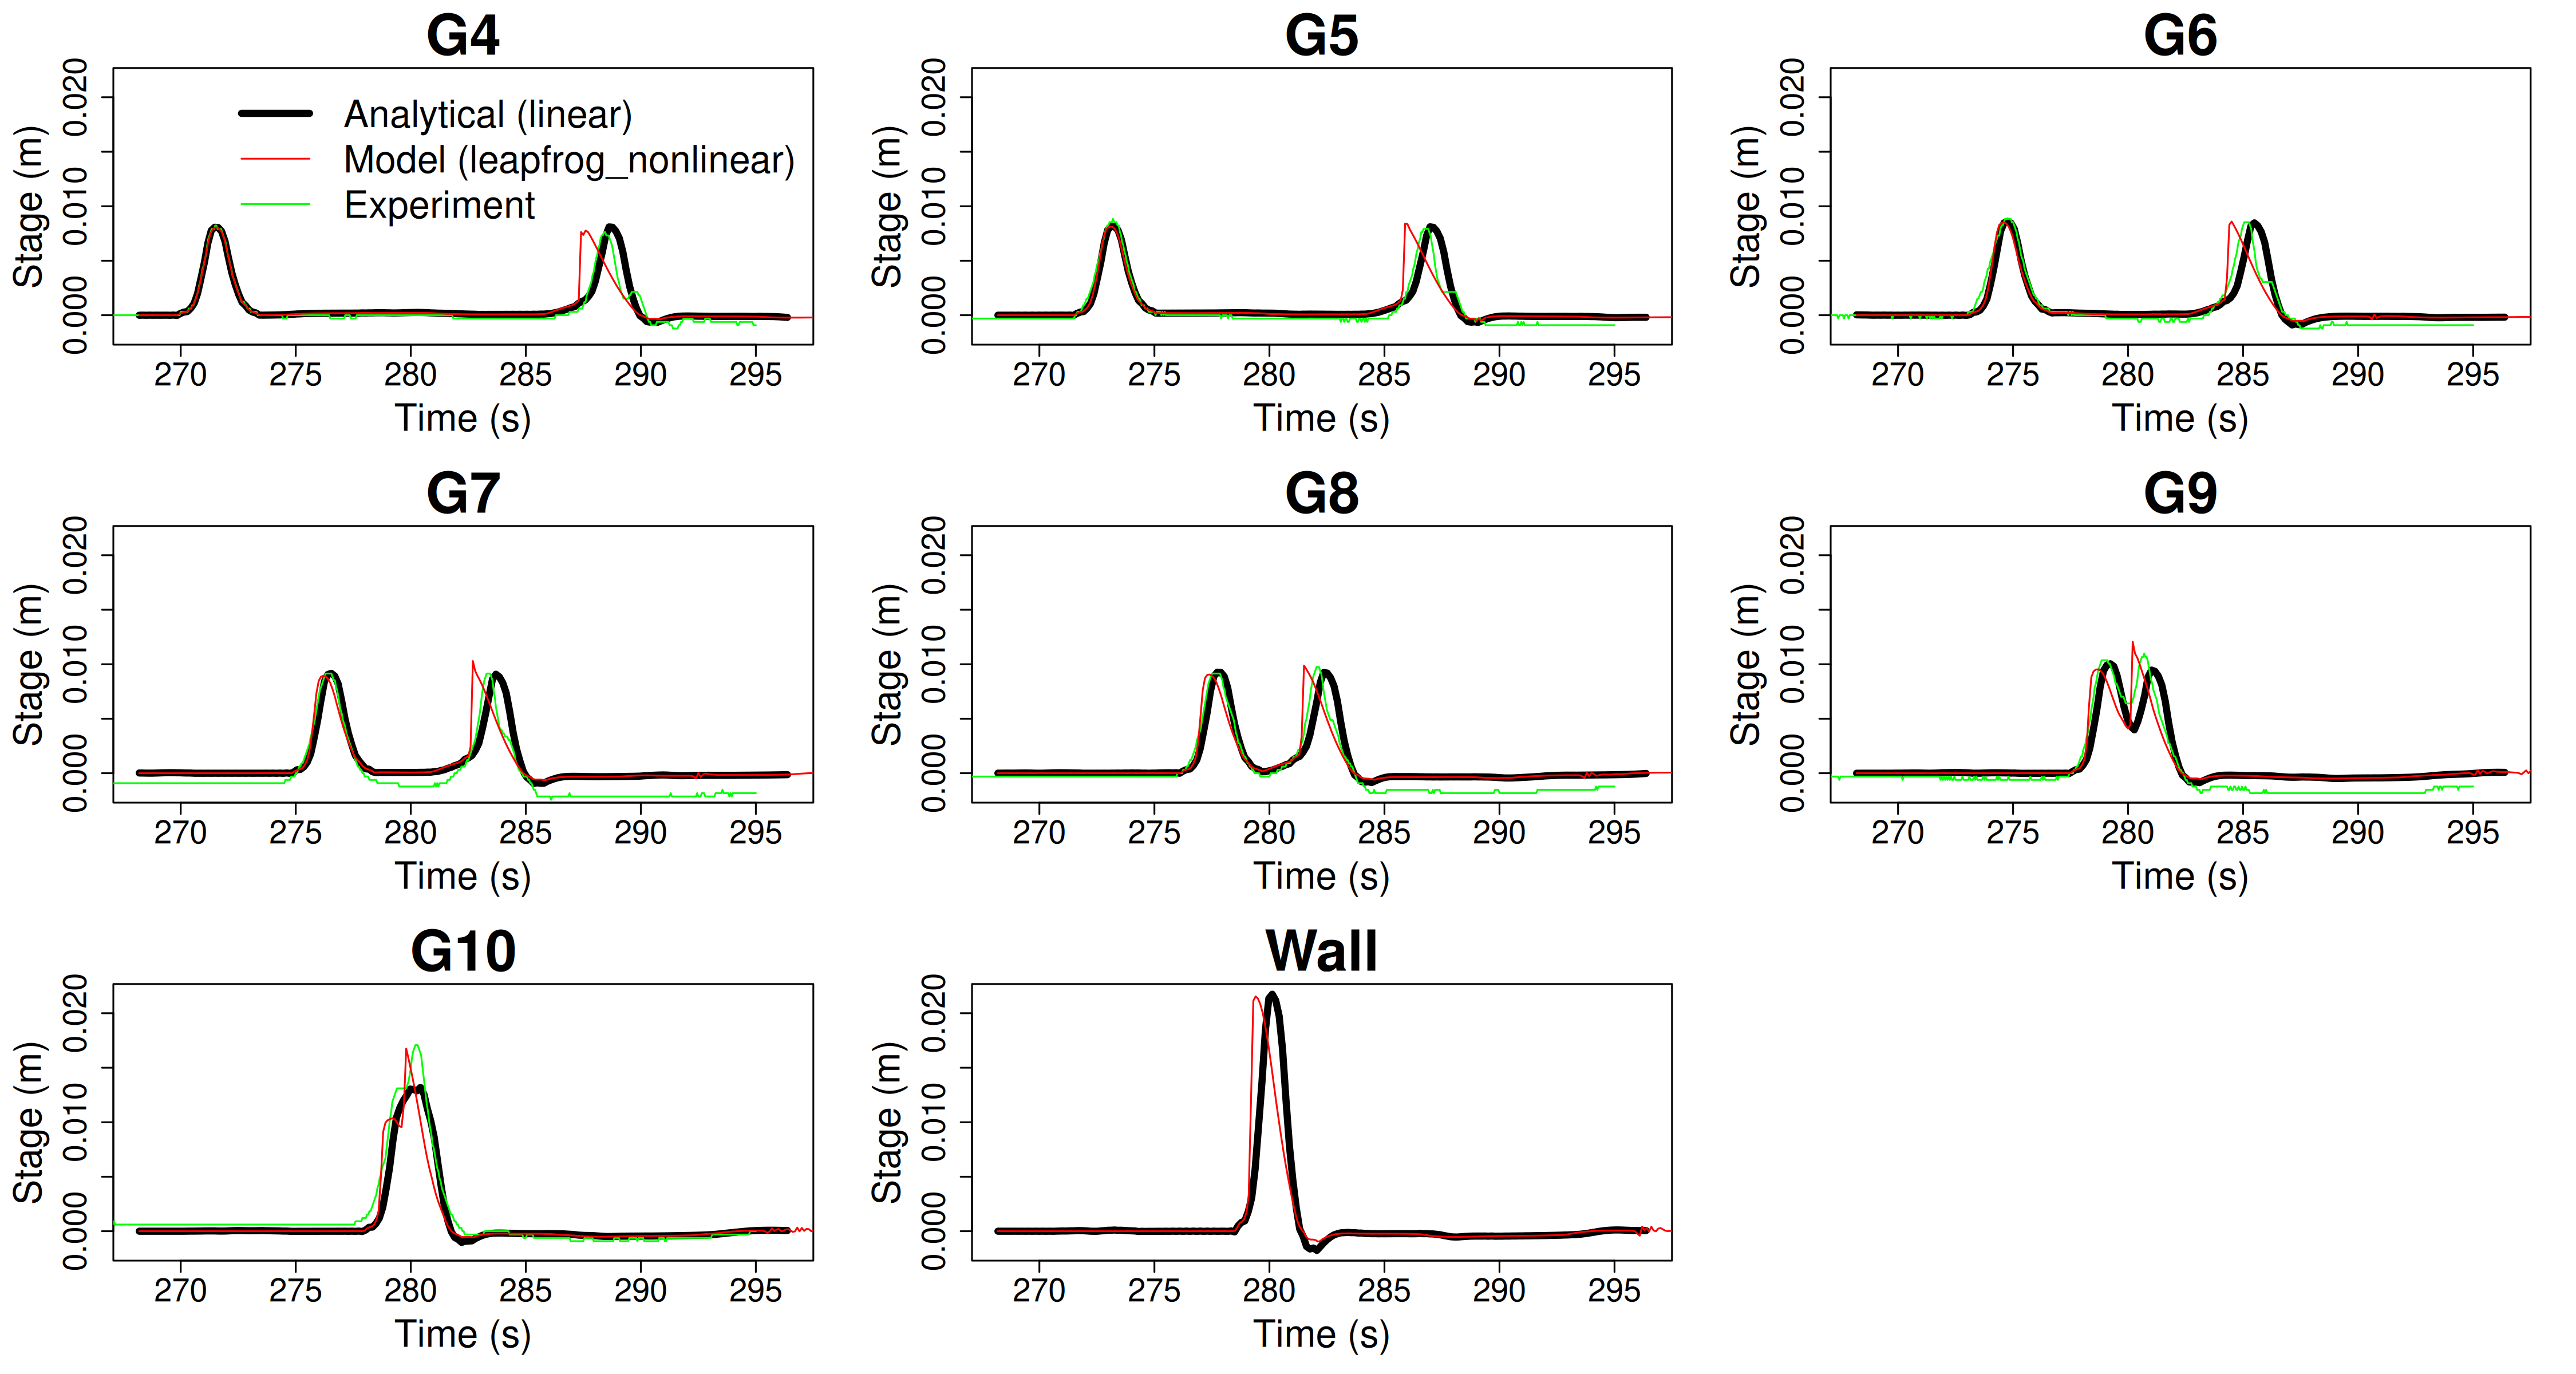 G4
0.000 0.010 0.020
Stage (m)
Analytical (linear)
Model (leapfrog_nonlinear)
Experiment
270 275 280 285 290 295
Time (s)
G5
0.000 0.010 0.020
Stage (m)
270 275 280 285 290 295
Time (s)
G6
0.000 0.010 0.020
Stage (m)
270 275 280 285 290 295
Time (s)
G7
0.000 0.010 0.020
Stage (m)
270 275 280 285 290 295
Time (s)
G8
0.000 0.010 0.020
Stage (m)
270 275 280 285 290 295
Time (s)
G9
0.000 0.010 0.020
Stage (m)
270 275 280 285 290 295
Time (s)
G10
0.000 0.010 0.020
Stage (m)
270 275 280 285 290 295
Time (s)
Wall
0.000 0.010 0.020
Stage (m)
270 275 280 285 290 295
Time (s)